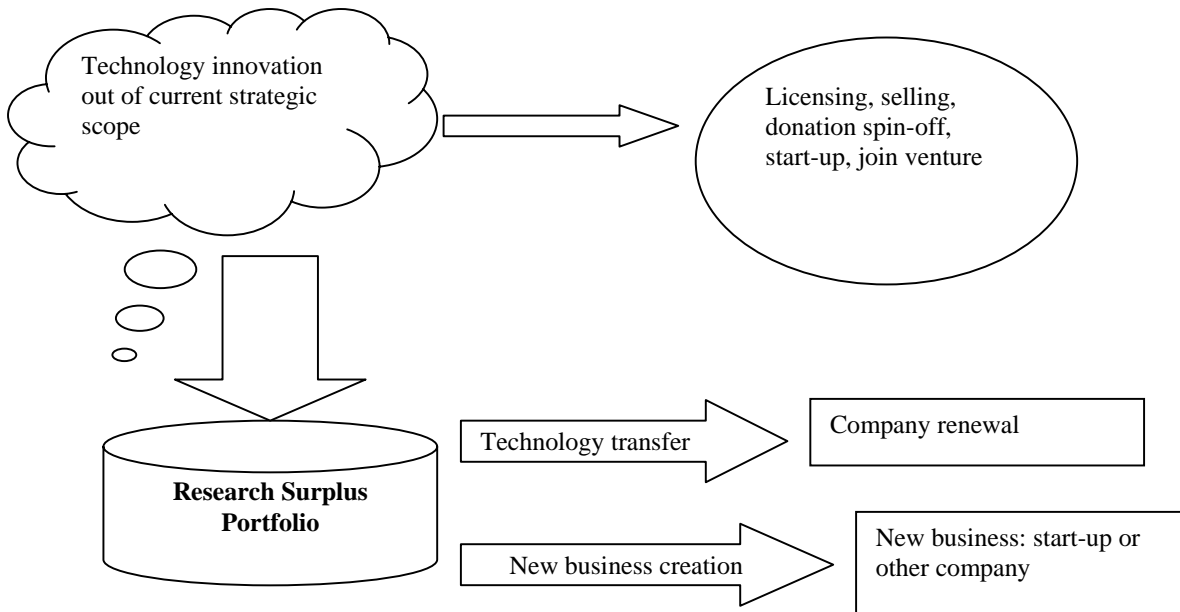 Technology innovation
out of current strategic
scope
Licensing, selling,
donation spin-off,
start-up, join venture
Technology transfer
Company renewal
Research Surplus
Portfolio
New business creation
New business: start-up or
other company